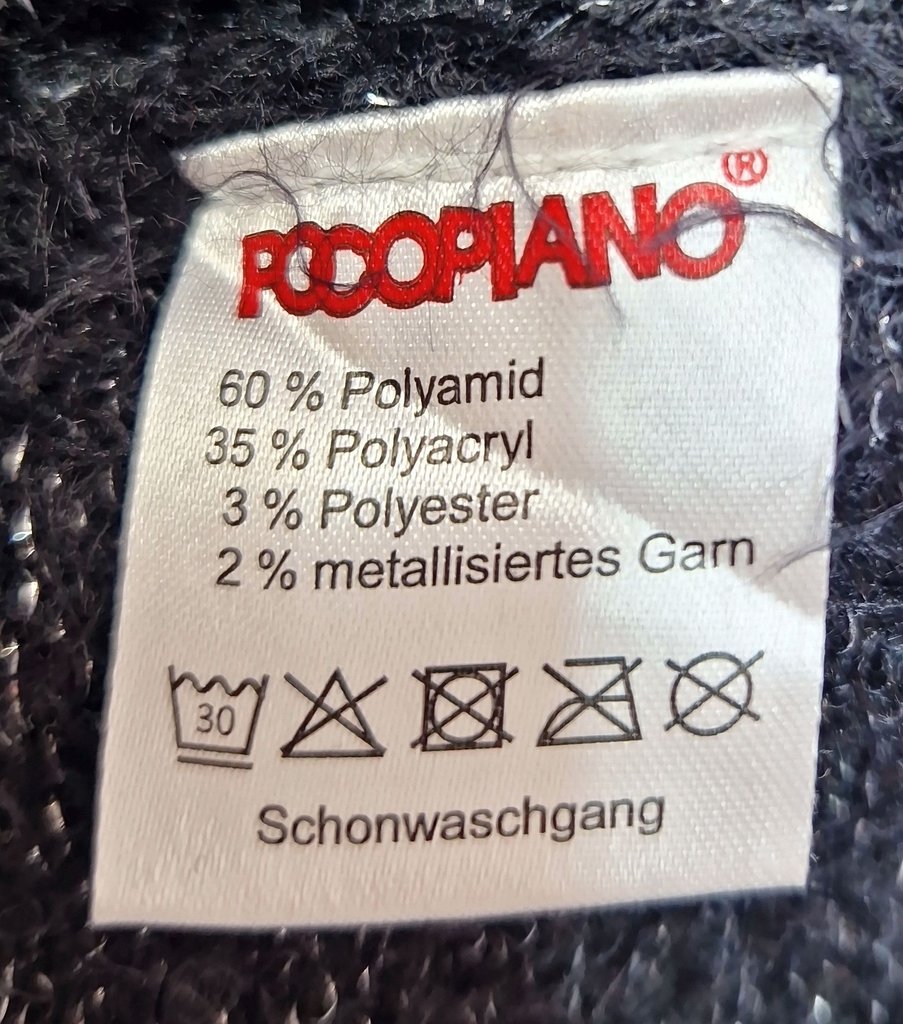 POCOPIANO®
60 % Polyamid
35 % Polyacryl
3 % Polyester
2 % metallisiertes Garn
30
Schonwaschgang